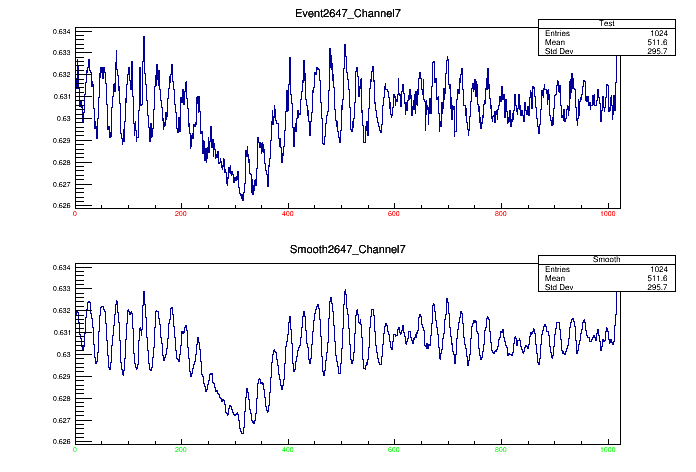 Event2647_Channel7
Test
Entries 1024
Mean 511.6
Std Dev 295.7
0.634
0.633
0.632
0.631
0.63
0.629
0.628
0.627
0.626
0 200 400 600 800 1000
Smooth2647_Channel7
Smooth
Entries 1024
Mean 511.6
Std Dev 295.7
0.634
0.633
0.632
0.631
0.63
0.629
0.628
0.627
0.626
0 200 400 600 800 1000